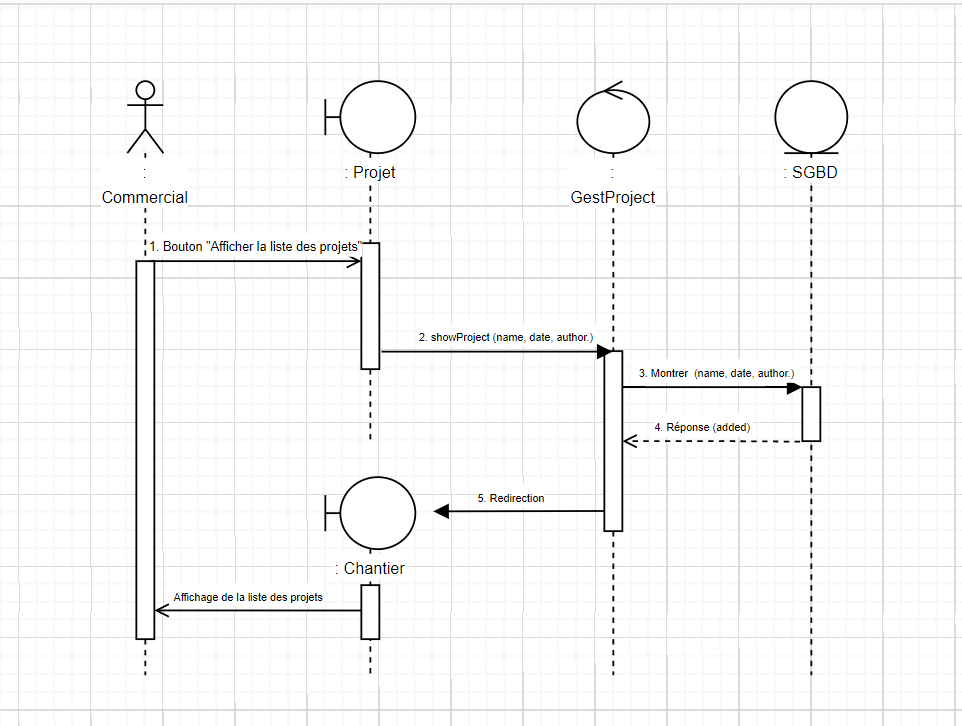 :
Commercial
: Projet
:
GestProject
: SGBD
1. Bouton "Afficher la liste des projets"
2. showProject (name, date, author.)
3. Montrer (name, date, author.)
4. Réponse (added)
5. Redirection
: Chantier
Affichage de la liste des projets